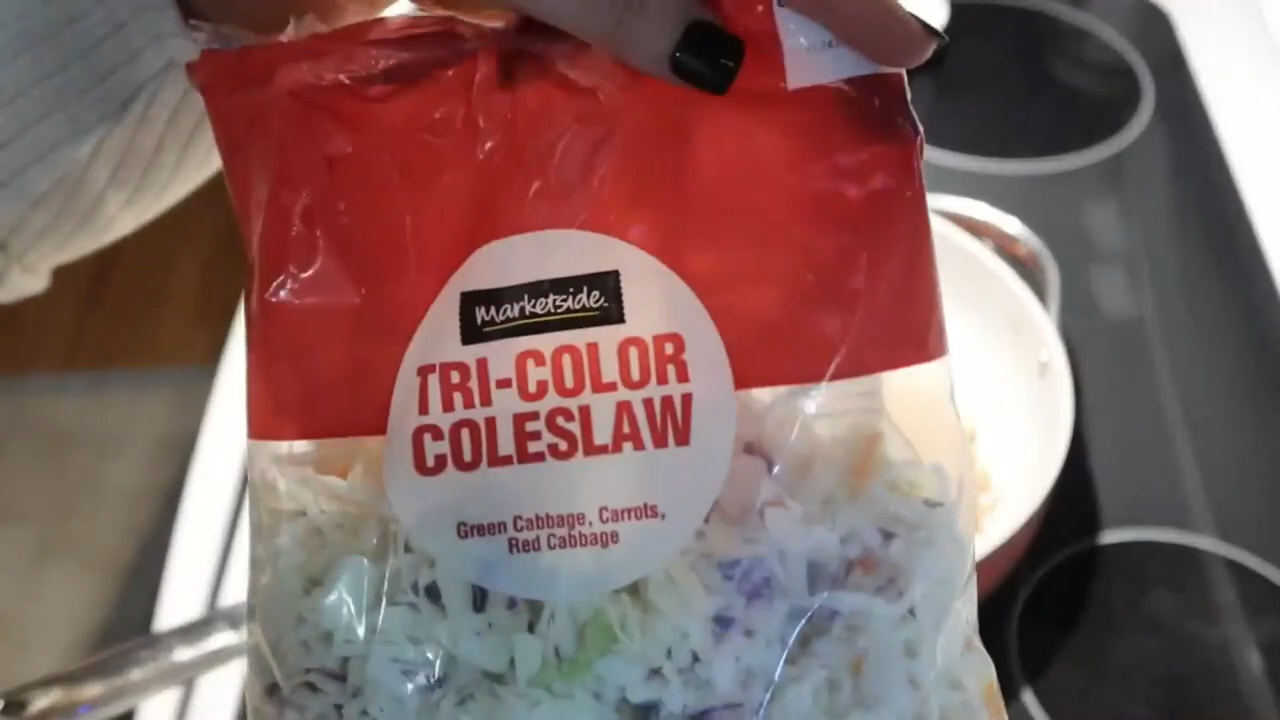 marketside
TRI-COLOR
COLESLAW
Green Cabbage, Carrots,
Red Cabbage